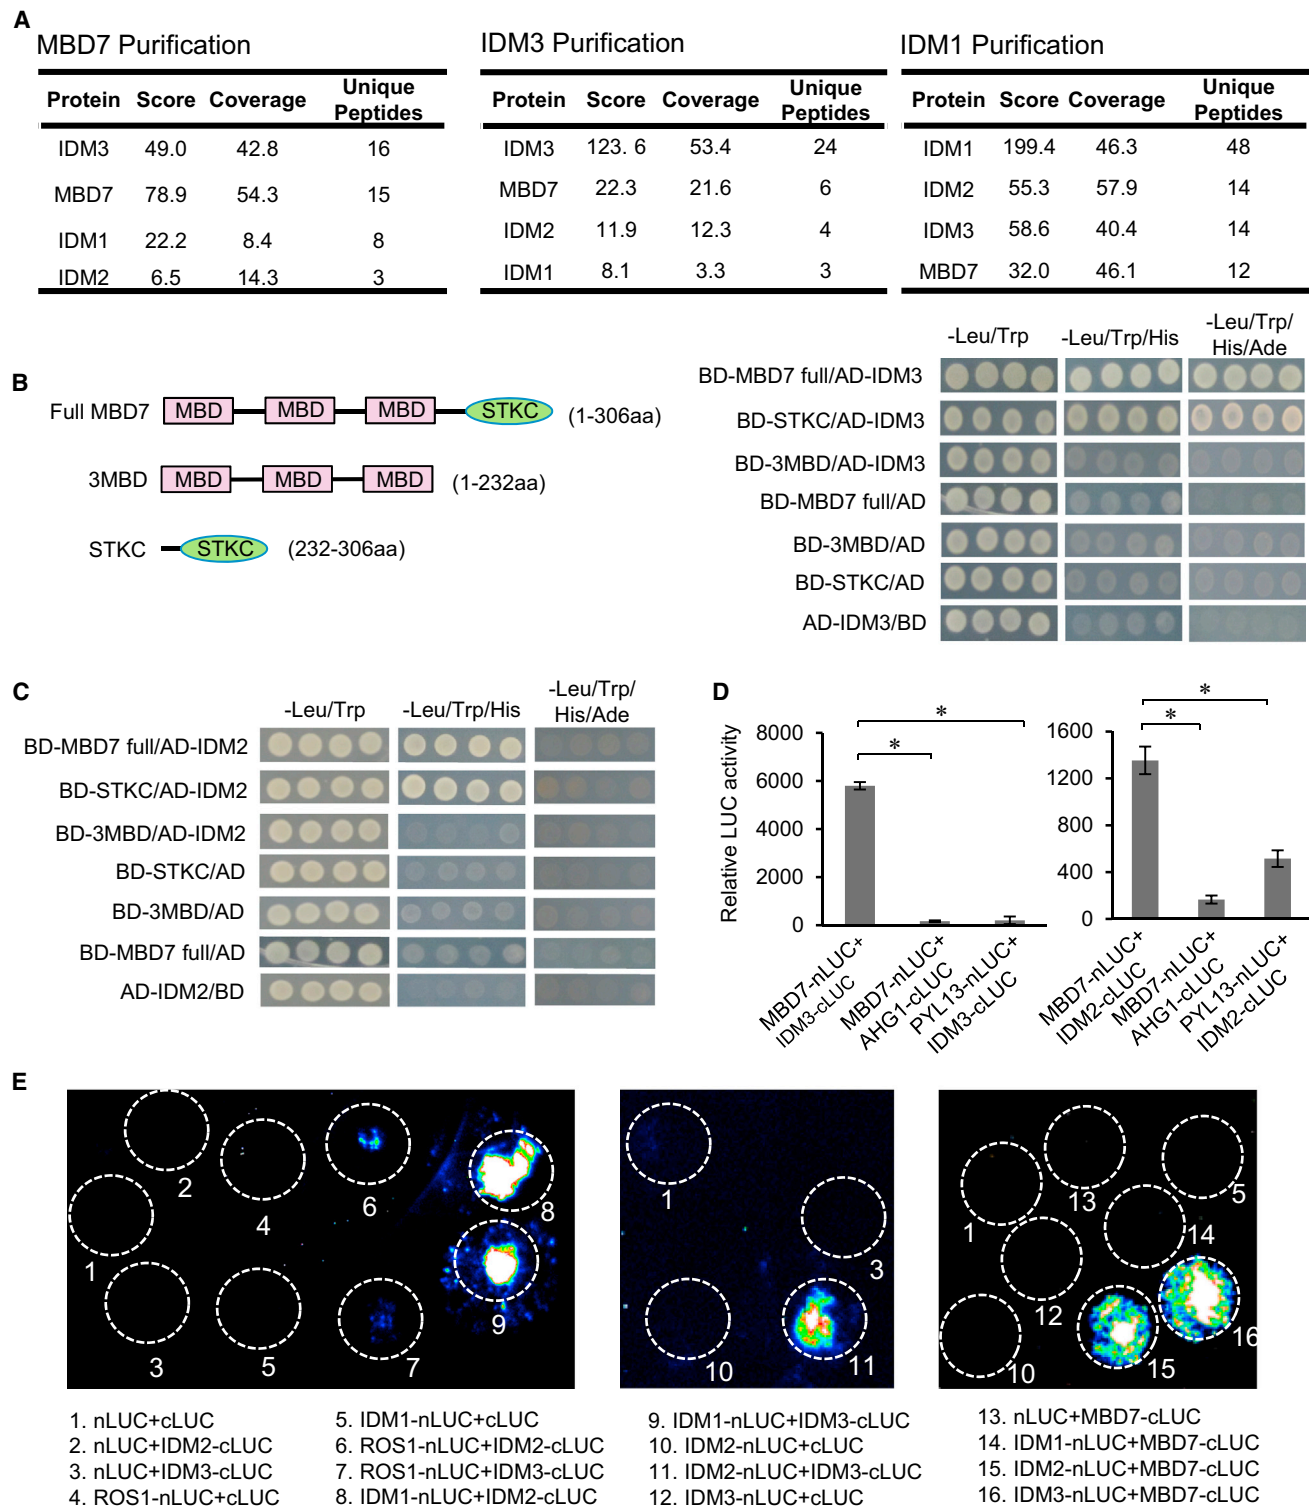 A
MBD7 Purification
Protein Score Coverage Unique Peptides
IDM3 49.0 42.8 16
MBD7 78.9 54.3 15
IDM1 22.2 8.4 8
IDM2 6.5 14.3 3
IDM3 Purification
Protein Score Coverage Unique Peptides
IDM3 123. 6 53.4 24
MBD7 22.3 21.6 6
IDM2 11.9 12.3 4
IDM1 8.1 3.3 3
IDM1 Purification
Protein Score Coverage Unique Peptides
IDM1 199.4 46.3 48
IDM2 55.3 57.9 14
IDM3 58.6 40.4 14
MBD7 32.0 46.1 12
B
Full MBD7 MBD MBD MBD STKC (1-306aa)
3MBD MBD MBD MBD (1-232aa)
STKC STKC (232-306aa)
-Leu/Trp -Leu/Trp/His -Leu/Trp/
His/Ade
BD-MBD7 full/AD-IDM3
BD-STKC/AD-IDM3
BD-3MBD/AD-IDM3
BD-MBD7 full/AD
BD-3MBD/AD
BD-STKC/AD
AD-IDM3/BD
C
-Leu/Trp -Leu/Trp/His -Leu/Trp/
His/Ade
BD-MBD7 full/AD-IDM2
BD-STKC/AD-IDM2
BD-3MBD/AD-IDM2
BD-STKC/AD
BD-3MBD/AD
BD-MBD7 full/AD
AD-IDM2/BD
D
Relative LUC activity
8000
6000
4000
2000
0
* *
MBD7-nLUC+
IDM3-cLUC
MBD7-nLUC+
AHG1-cLUC
PYL13-nLUC+
IDM3-cLUC
1600
1200
800
400
0
* *
MBD7-nLUC+
IDM2-cLUC
MBD7-nLUC+
AHG1-cLUC
PYL13-nLUC+
IDM2-cLUC
E
1 2 3 4 5 6 7 8 9
1 3 10 11
1 13 5 12 14 10 15 16
1. nLUC+cLUC
2. nLUC+IDM2-cLUC
3. nLUC+IDM3-cLUC
4. ROS1-nLUC+cLUC
5. IDM1-nLUC+cLUC
6. ROS1-nLUC+IDM2-cLUC
7. ROS1-nLUC+IDM3-cLUC
8. IDM1-nLUC+IDM2-cLUC
9. IDM1-nLUC+IDM3-cLUC
10. IDM2-nLUC+cLUC
11. IDM2-nLUC+IDM3-cLUC
12. IDM3-nLUC+cLUC
13. nLUC+MBD7-cLUC
14. IDM1-nLUC+MBD7-cLUC
15. IDM2-nLUC+MBD7-cLUC
16. IDM3-nLUC+MBD7-cLUC